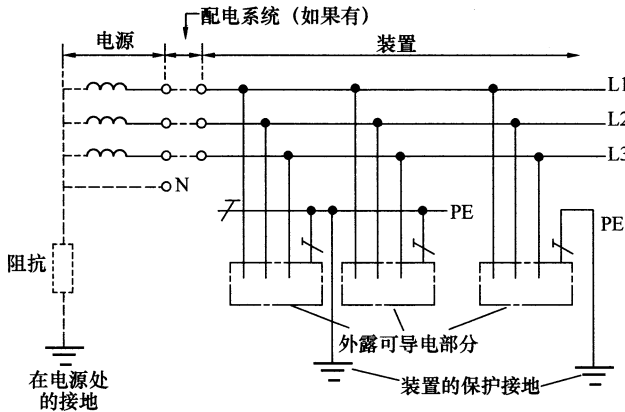 配电系统（如果有）
电源
装置
L1
L2
L3
N
PE
PE
阻抗
外露可导电部分
在电源处
的接地
装置的保护接地